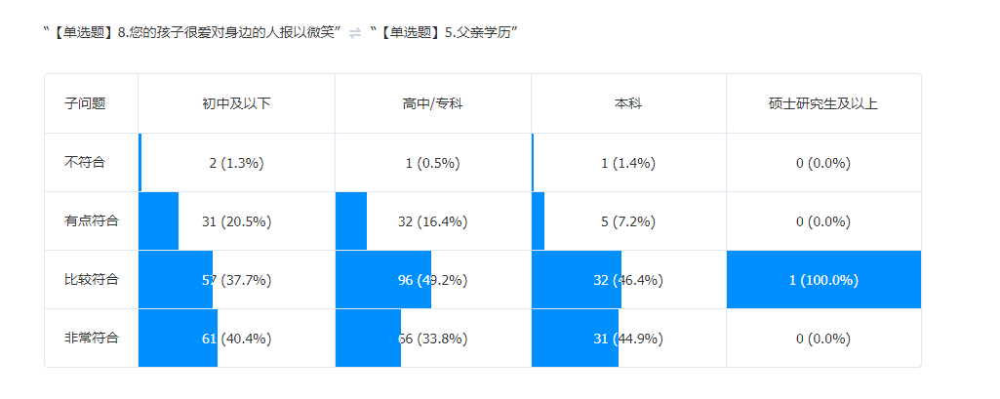 “【单选题】8.您的孩子很爱对身边的人报以微笑” ⇌ “【单选题】5.父亲学历”
子问题 初中及以下 高中/专科 本科 硕士研究生及以上
不符合 2 (1.3%) 1 (0.5%) 1 (1.4%) 0 (0.0%)
有点符合 31 (20.5%) 32 (16.4%) 5 (7.2%) 0 (0.0%)
比较符合 57 (37.7%) 96 (49.2%) 32 (46.4%) 1 (100.0%)
非常符合 61 (40.4%) 66 (33.8%) 31 (44.9%) 0 (0.0%)